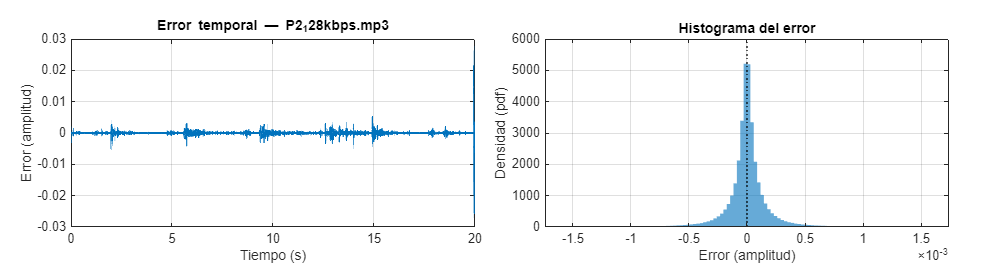 Error temporal — P2₁28kbps.mp3
0.03
0.02
0.01
0
-0.01
-0.02
-0.03
Error (amplitud)
0 5 10 15 20
Tiempo (s)
Histograma del error
6000
5000
4000
3000
2000
1000
0
Densidad (pdf)
-1.5 -1 -0.5 0 0.5 1 1.5
Error (amplitud)
×10⁻³